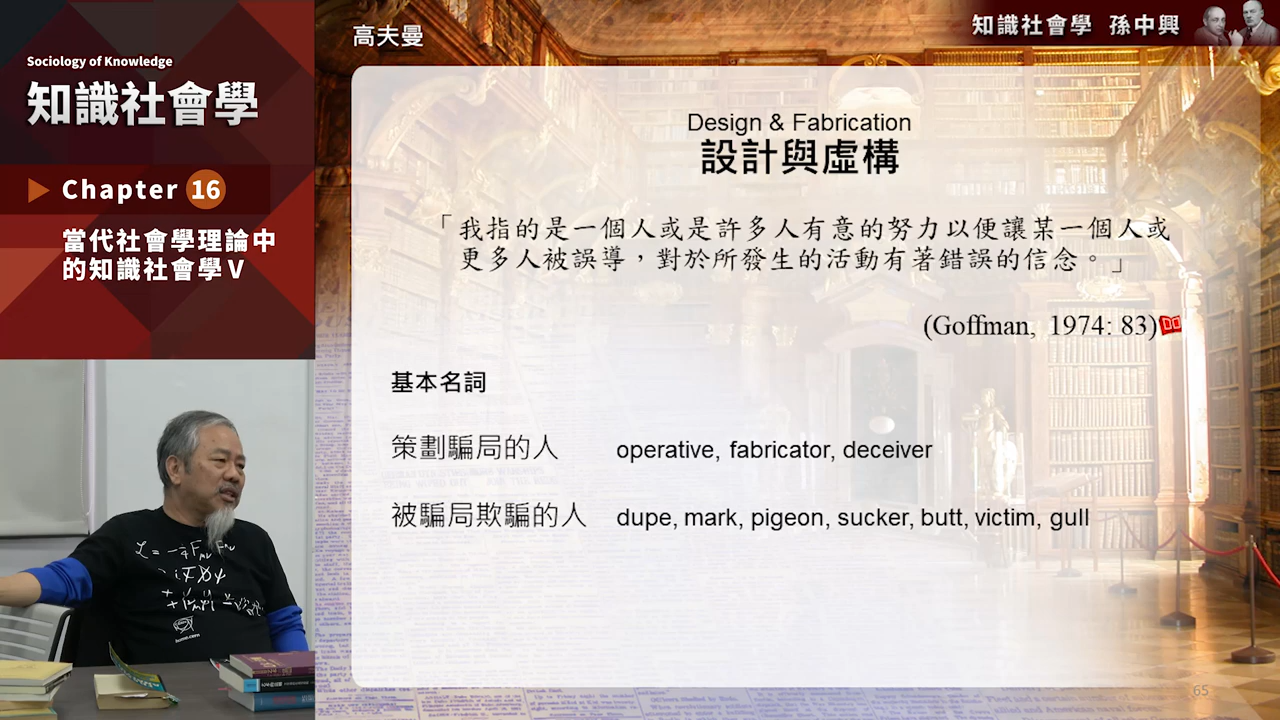 高夫曼
知識社會學 孫中興
Sociology of Knowledge
知識社會學
Chapter 16
當代社會學理論中
的知識社會學 V
Design & Fabrication
設計與虛構
「我指的是一個人或是許多人有意的努力以便讓某一個人或
更多人被誤導，對於所發生的活動有著錯誤的信念。」
(Goffman, 1974: 83)
基本名詞
策劃騙局的人 operative, fabricator, deceiver
被騙局欺騙的人 dupe, mark, pigeon, sucker, butt, victim, gull
65